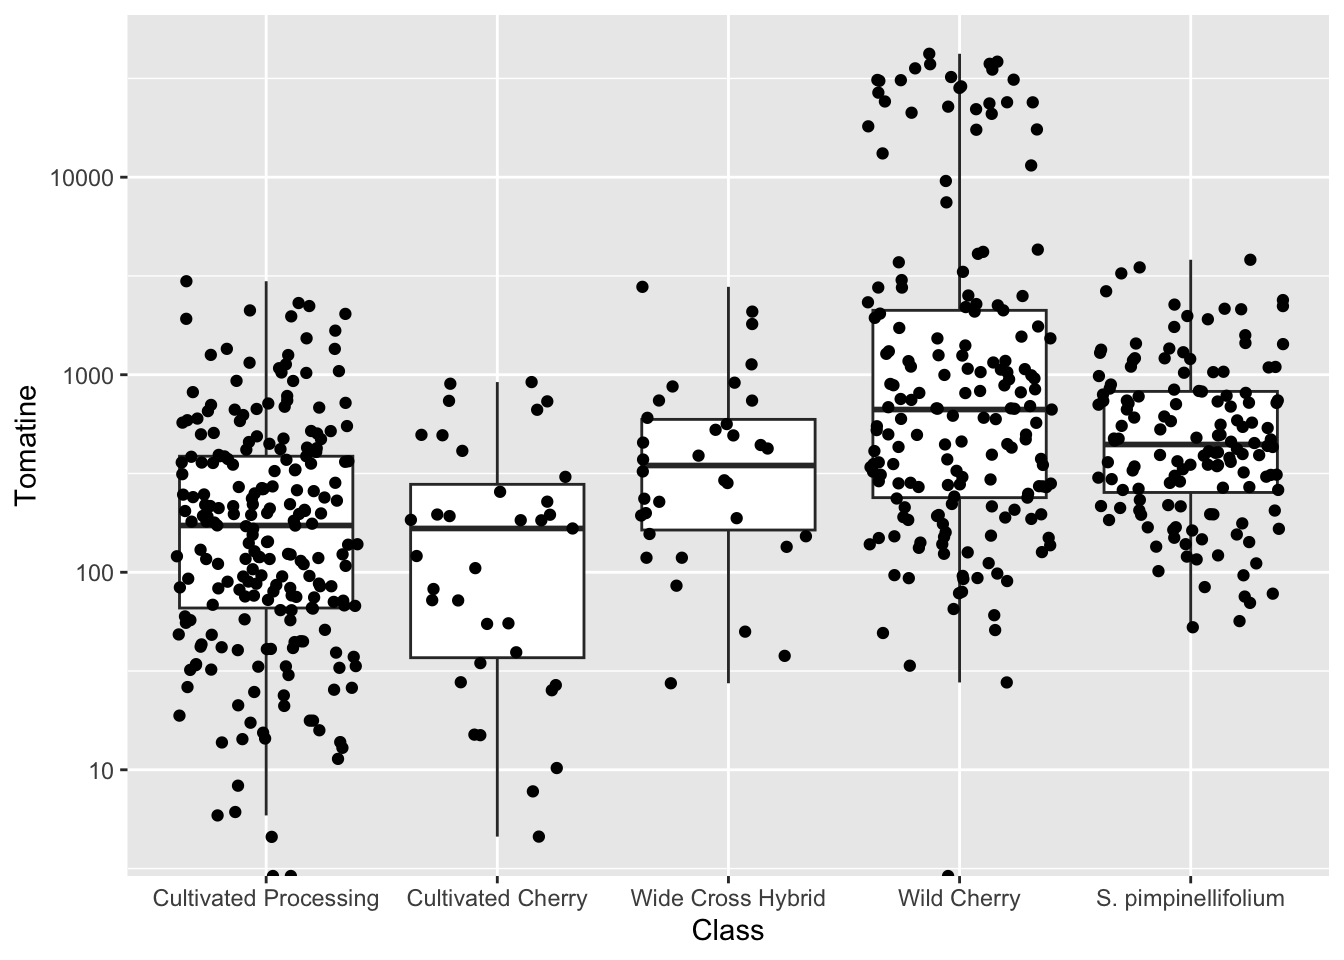 Tomatine
10000
1000
100
10
Cultivated Processing
Cultivated Cherry
Wide Cross Hybrid
Wild Cherry
S. pimpinellifolium
Class